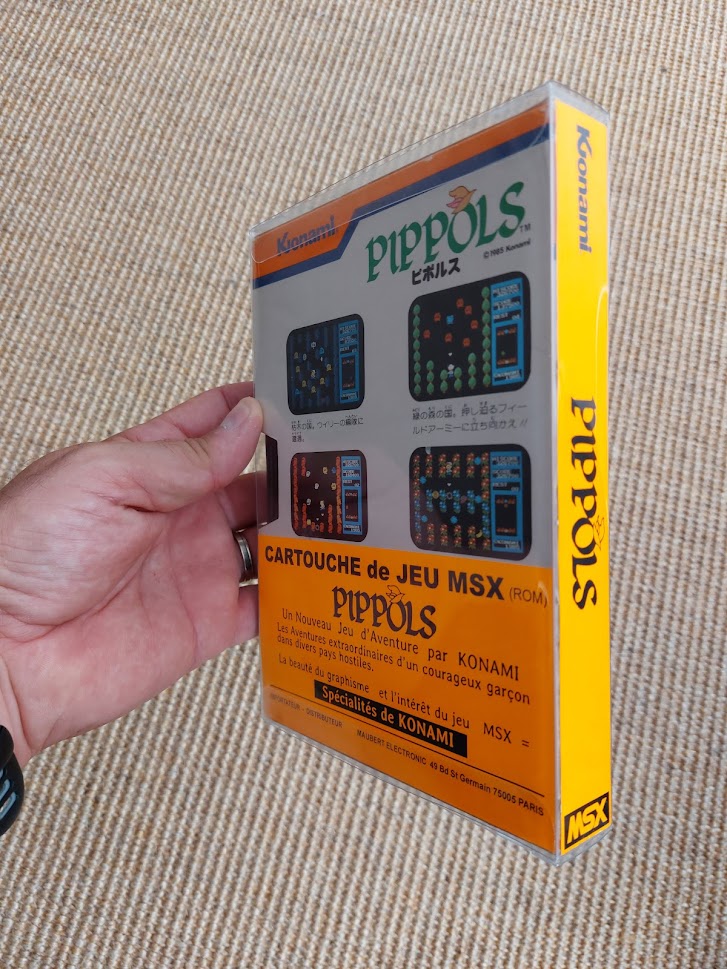 Konami
PIPPOLS™
©1985 Konami
ピポルス
緑の森の国。押し迫るフィー
ルドアーミーに立ち向かえ!!
CARTOUCHE de JEU MSX (ROM)
PIPPOLS
Un Nouveau Jeu d'Aventure par KONAMI
Les Aventures extraordinaires d'un courageux garçon
dans divers pays hostiles.
La beauté du graphisme et l'intérêt du jeu MSX =
Spécialités de KONAMI
IMPORTATEUR - DISTRIBUTEUR MAUBERT ELECTRONIC 49 Bd St Germain 75005 PARIS
Konami
PIPPOLS
MSX